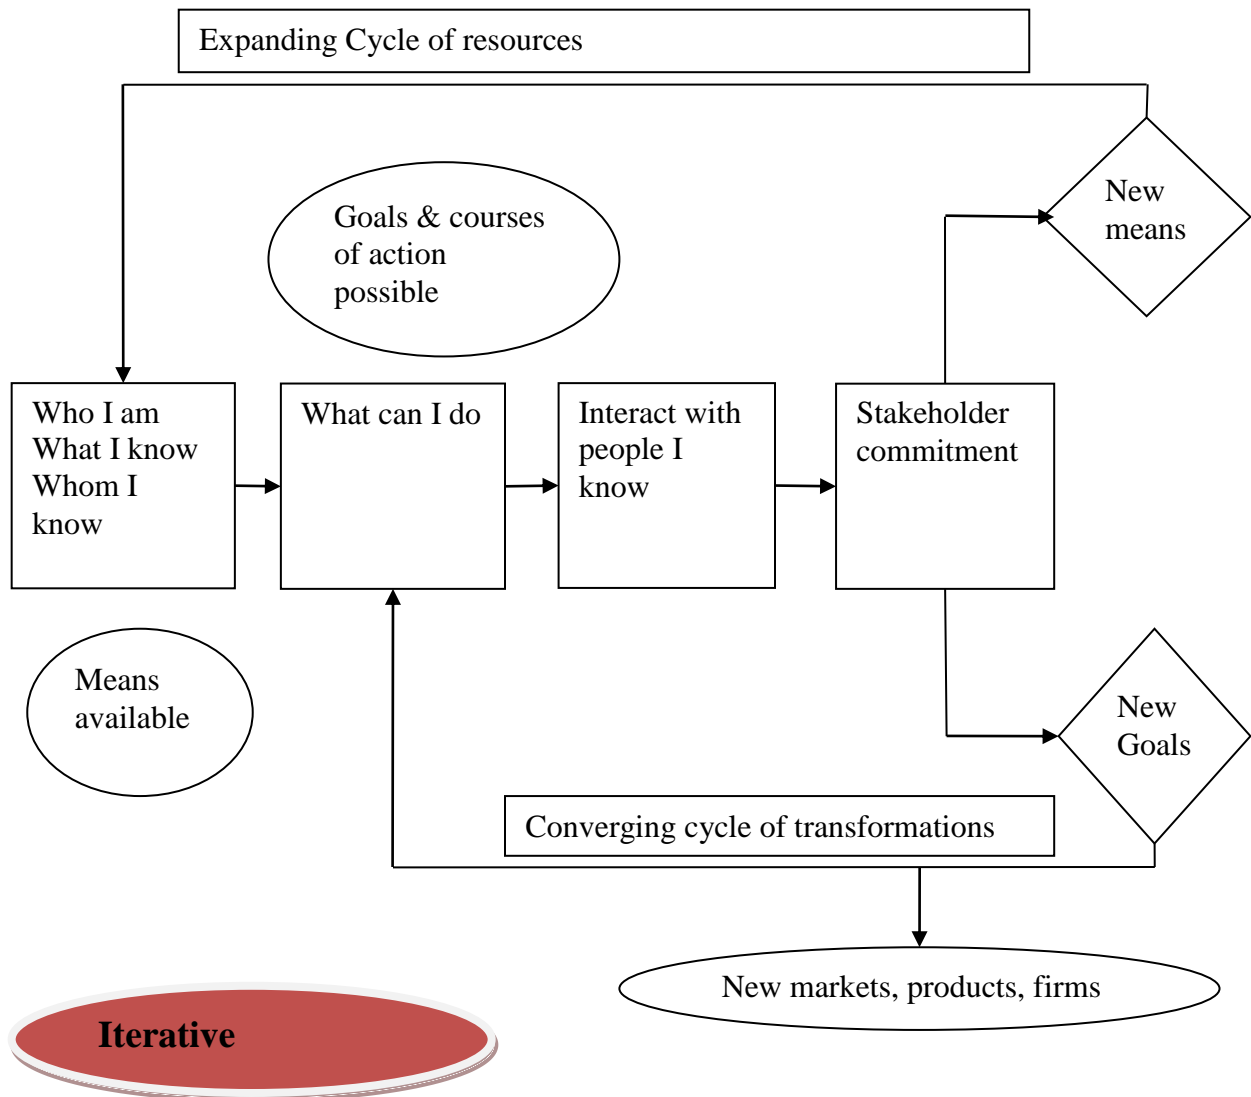 Expanding Cycle of resources
New
means
Goals & courses
of action
possible
Who I am
What I know
Whom I
know
What can I do
Interact with
people I
know
Stakeholder
commitment
Means
available
New
Goals
Converging cycle of transformations
New markets, products, firms
Iterative